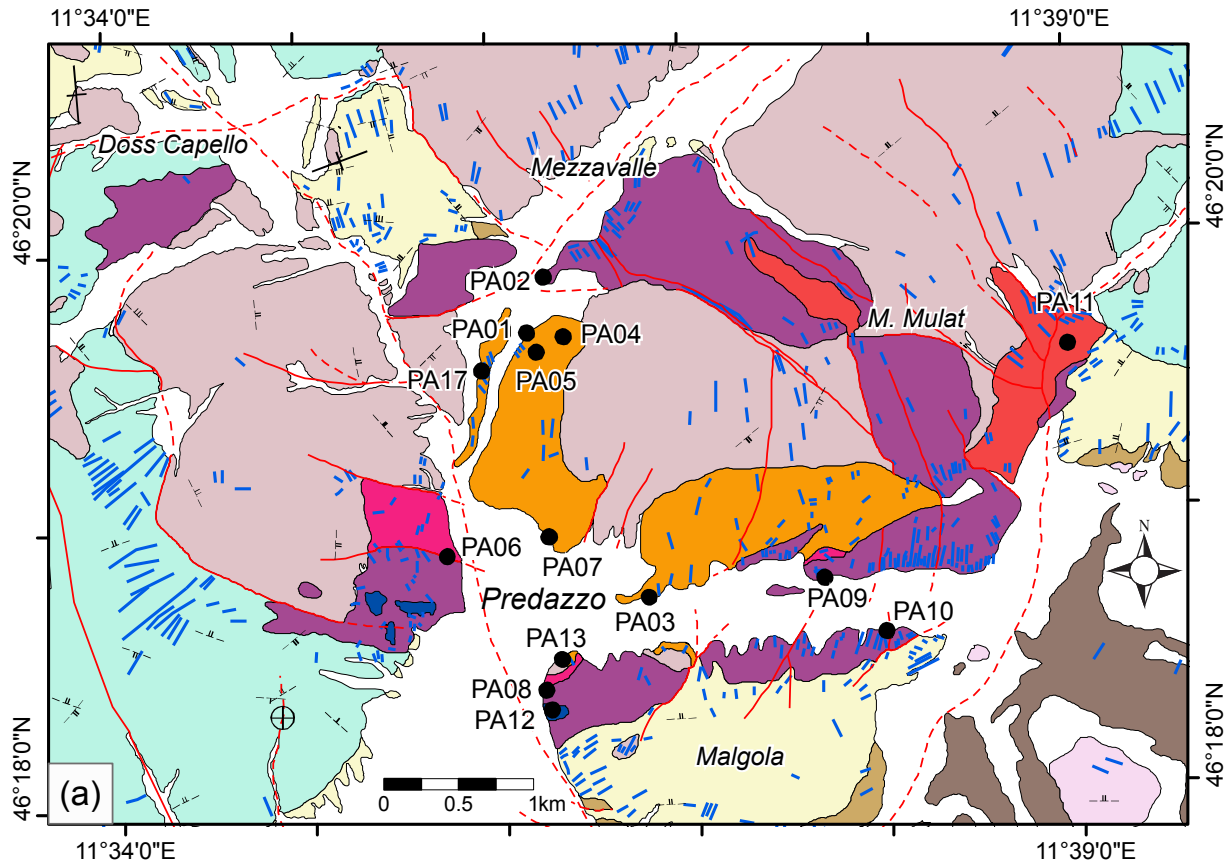 11°34'0"E
11°39'0"E
Doss Capello
Mezzavalle
46°20'0"N
46°20'0"N
PA02
PA11
PA01
PA04
M. Mulat
PA17
PA05
N
PA06
PA07
Predazzo
PA09
PA03
PA10
PA13
PA08
PA12
46°18'0"N
46°18'0"N
Malgola
(a)
0 0.5 1km
11°34'0"E
11°39'0"E